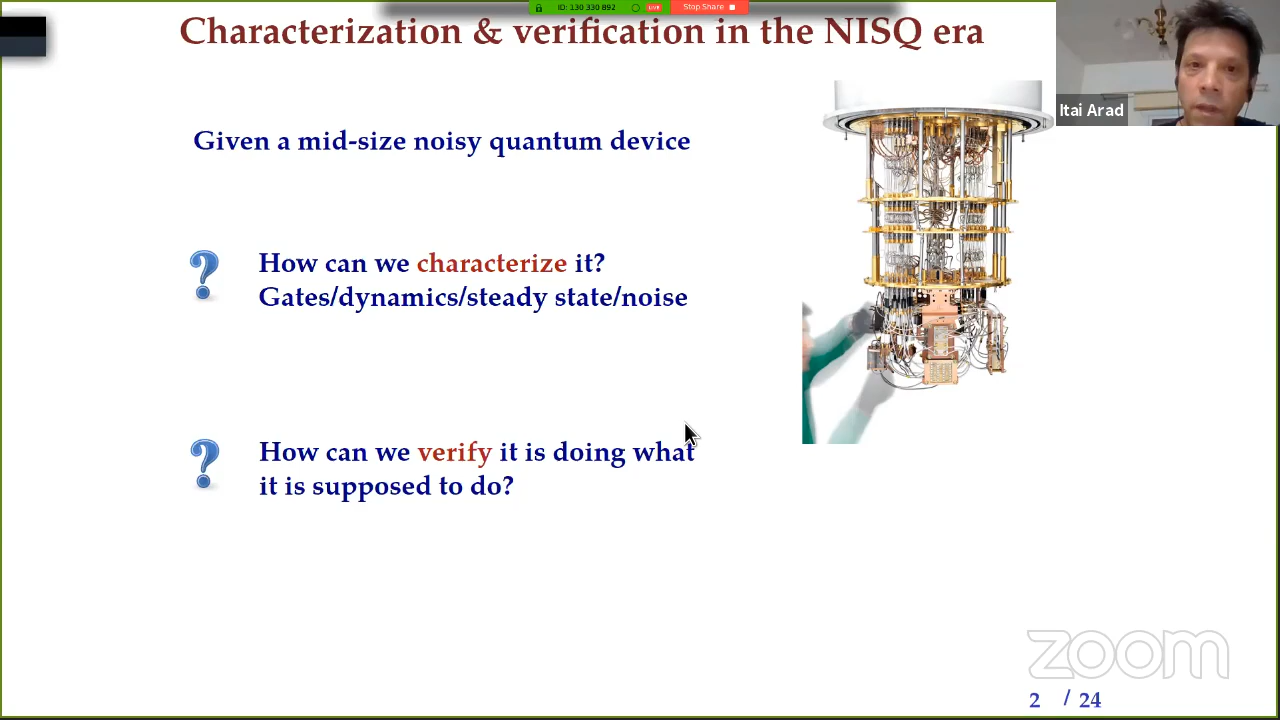 ID: 130 330 892
LIVE
Stop Share
Characterization & verification in the NISQ era
Itai Arad
Given a mid-size noisy quantum device
? How can we characterize it?
Gates/dynamics/steady state/noise
? How can we verify it is doing what
it is supposed to do?
zoom
2 / 24